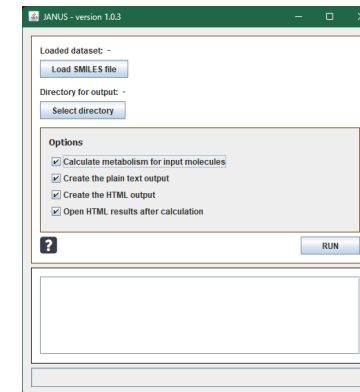 JANUS - version 1.0.3
Loaded dataset: -
Load SMILES file
Directory for output: -
Select directory
Options
Calculate metabolism for input molecules
Create the plain text output
Create the HTML output
Open HTML results after calculation
?
RUN